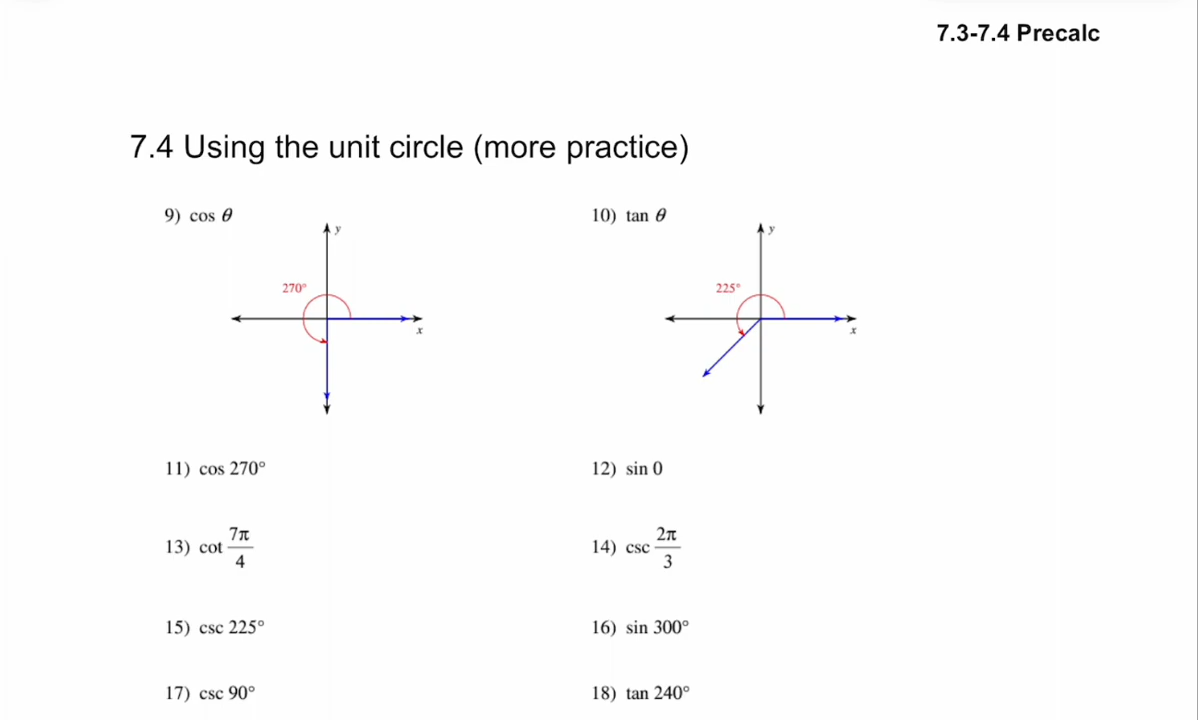 7.3-7.4 Precalc
7.4 Using the unit circle (more practice)
9) cos θ
y
270°
x
10) tan θ
y
225°
x
11) cos 270°
12) sin 0
13) cot 7π/4
14) csc 2π/3
15) csc 225°
16) sin 300°
17) csc 90°
18) tan 240°